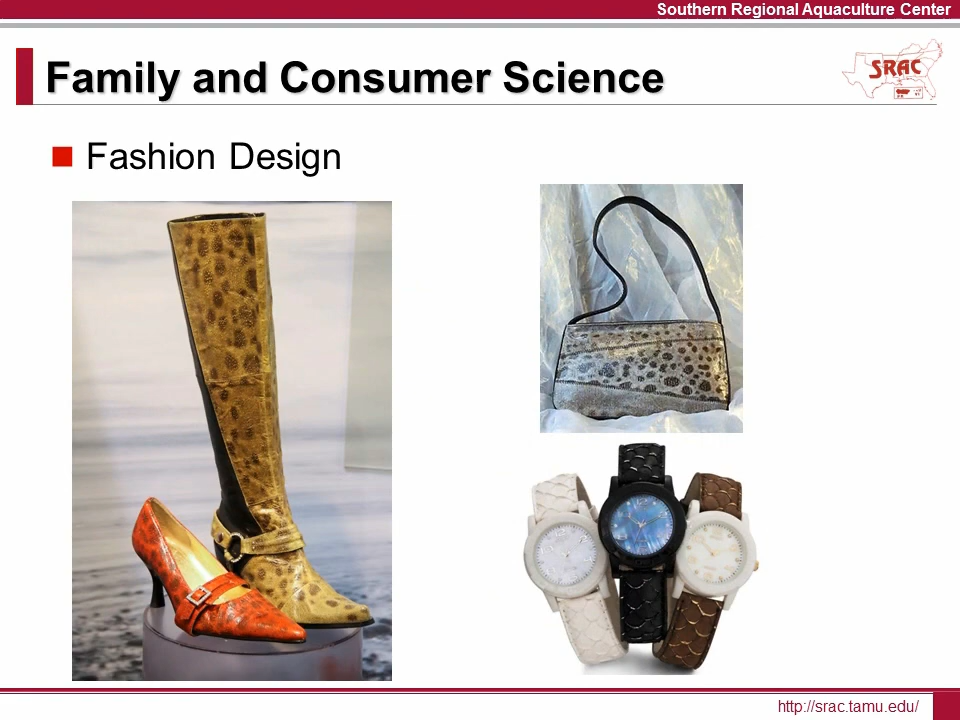 Southern Regional Aquaculture Center
Family and Consumer Science
SRAC
Fashion Design
http://srac.tamu.edu/